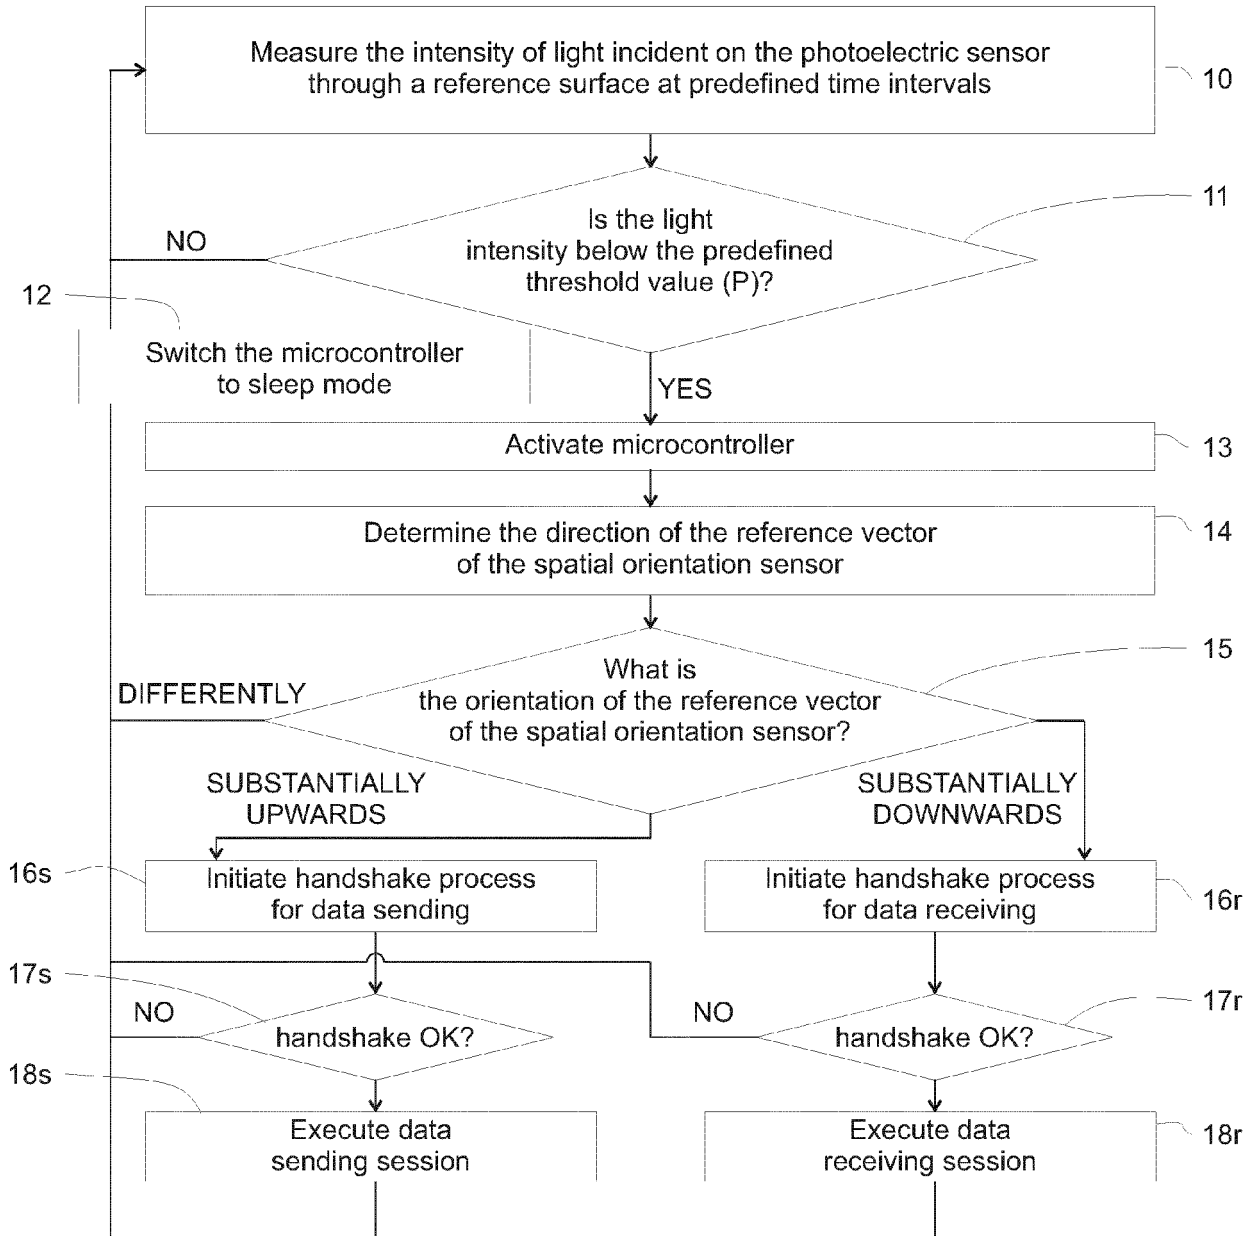 Measure the intensity of light incident on the photoelectric sensor
through a reference surface at predefined time intervals
10
11
Is the light
intensity below the predefined
threshold value (P)?
NO
12
Switch the microcontroller
to sleep mode
YES
Activate microcontroller
13
Determine the direction of the reference vector
of the spatial orientation sensor
14
15
What is
the orientation of the reference vector
of the spatial orientation sensor?
DIFFERENTLY
SUBSTANTIALLY
UPWARDS
SUBSTANTIALLY
DOWNWARDS
16s
Initiate handshake process
for data sending
Initiate handshake process
for data receiving
16r
17s
NO
handshake OK?
NO
handshake OK?
17r
18s
Execute data
sending session
Execute data
receiving session
18r